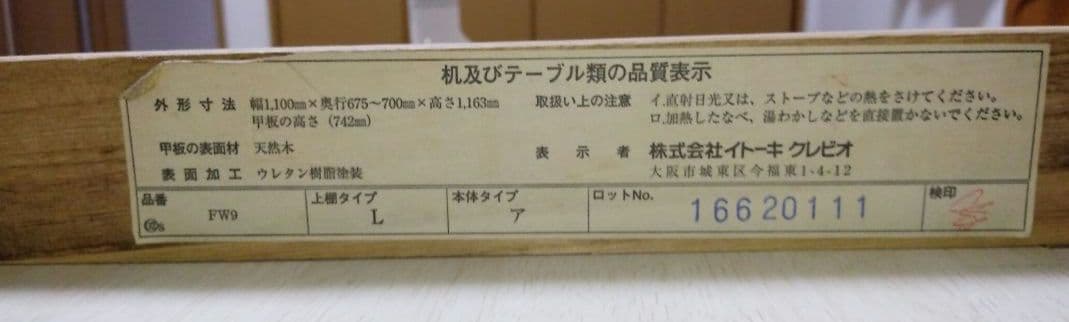 机及びテーブル類の品質表示
外形寸法 幅1,100㎜×奥行675〜700㎜×高さ1,163㎜
甲板の高さ(742㎜)
甲板の表面材 天然木
表面加工 ウレタン樹脂塗装
取扱い上の注意 イ.直射日光又は、ストーブなどの熱をさけてください。
ロ.加熱したなべ、湯わかしなどを直接置かないでください。
表示者 株式会社イトーキ クレビオ
大阪市城東区今福東1-4-12
品番 FW9
上棚タイプ L
本体タイプ ア
ロットNo. 16620111
検印